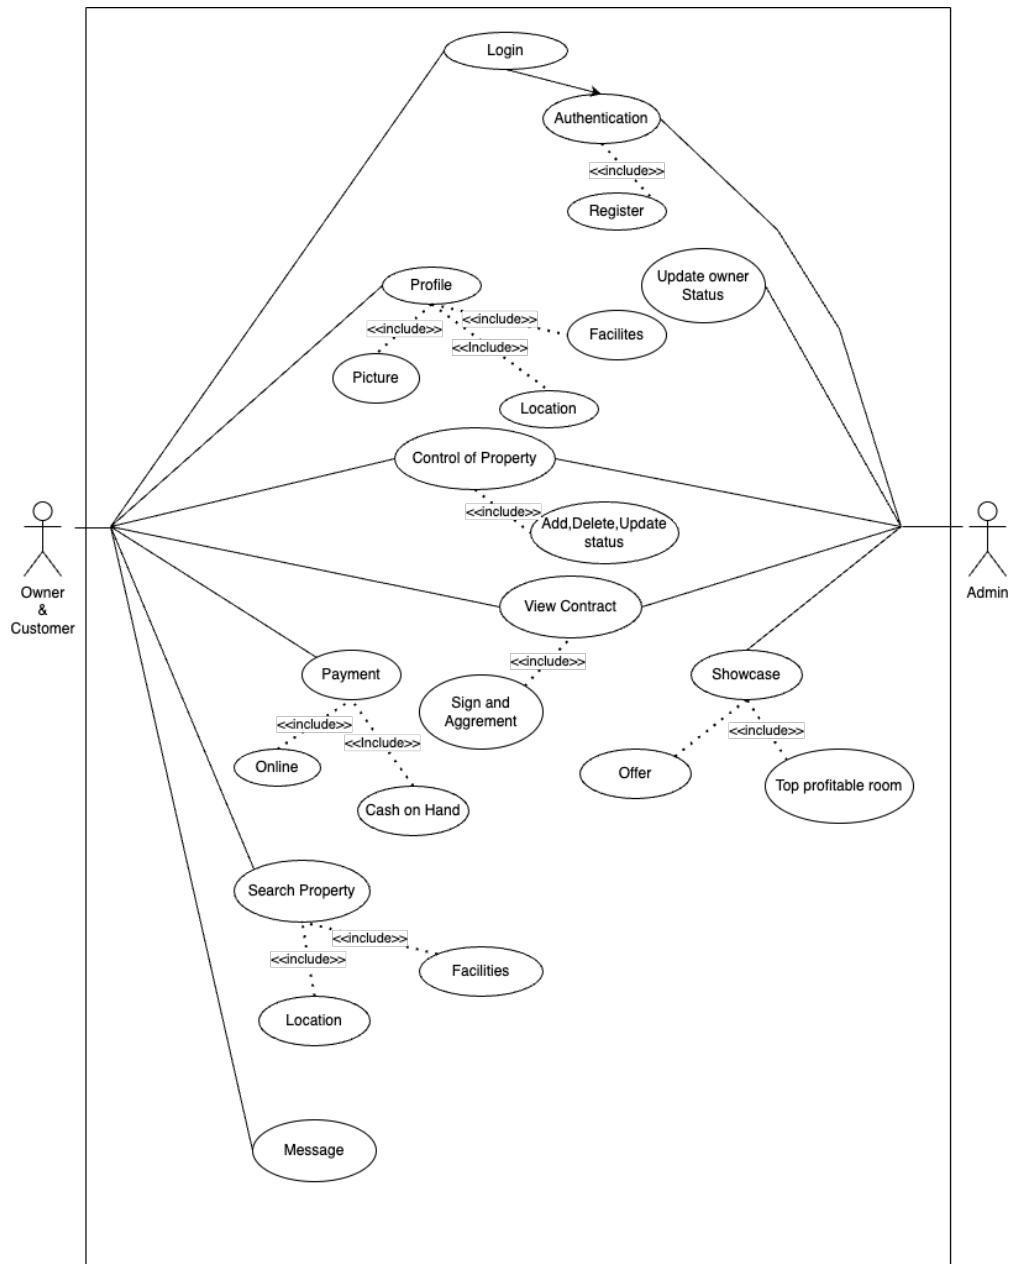 Login
Authentication
<<include>>
Register
Update owner
Status
Profile
<<include>>
<<include>>
<<Include>>
Facilites
Picture
Location
Control of Property
<<include>>
Add,Delete,Update
status
Owner
&
Customer
Admin
View Contract
<<include>>
Payment
Showcase
Sign and
Aggrement
<<include>>
<<Include>>
<<include>>
Online
Offer
Cash on Hand
Top profitable room
Search Property
<<include>>
<<include>>
Facilities
Location
Message